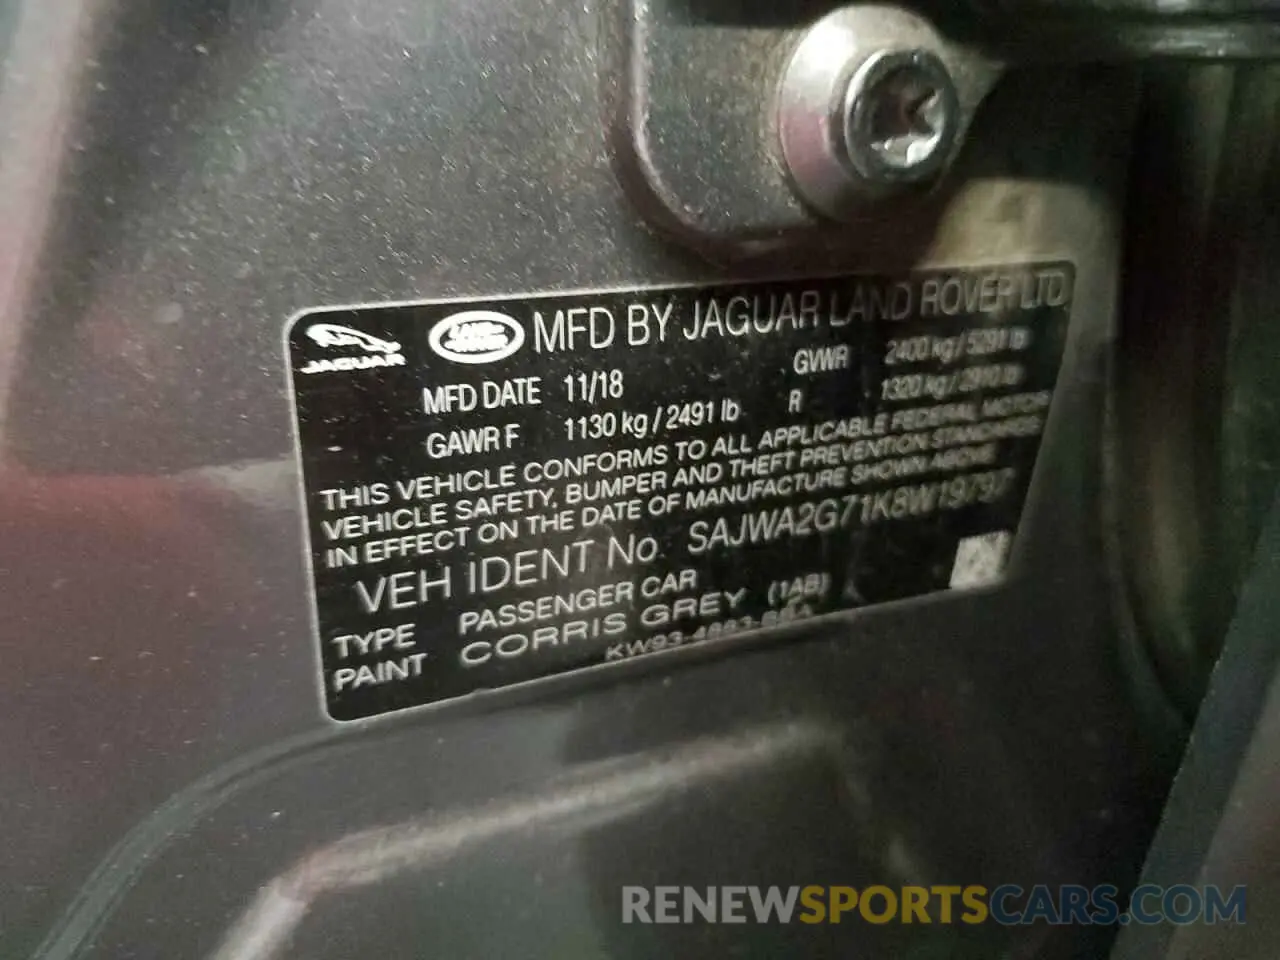 JAGUAR LAND ROVER MFD BY JAGUAR LAND ROVER LTD
MFD DATE 11/18 GVWR 2400 kg / 5291 lb
GAWR F 1130 kg / 2491 lb R 1320 kg / 2910 lb
THIS VEHICLE CONFORMS TO ALL APPLICABLE FEDERAL MOTOR
VEHICLE SAFETY, BUMPER AND THEFT PREVENTION STANDARDS
IN EFFECT ON THE DATE OF MANUFACTURE SHOWN ABOVE
VEH IDENT No. SAJWA2G71K8W19797
TYPE PASSENGER CAR
PAINT CORRIS GREY (1AB)
RENEWSPORTSCARS.COM